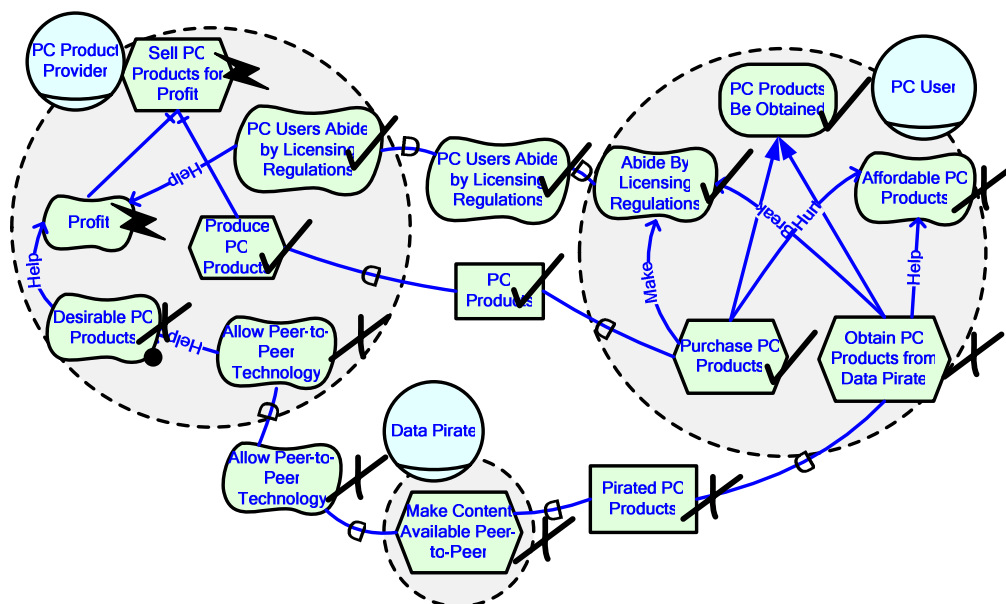 PC Product
Provider
Sell PC
Products for
Profit
PC Users Abide
by Licensing
Regulations
Help
Profit
Produce
PC
Products
Help
Desirable PC
Products
Help
Allow Peer-to-
Peer
Technology
D
PC Users Abide
by Licensing
Regulations
D
D
PC
Products
D
PC Products
Be Obtained
PC User
Abide By
Licensing
Regulations
Affordable PC
Products
Break
Hurt
Make
Help
Purchase PC
Products
Obtain PC
Products from
Data Pirate
D
Allow Peer-to-
Peer
Technology
D
Data Pirate
Make Content
Available Peer-
to-Peer
D
Pirated PC
Products
D